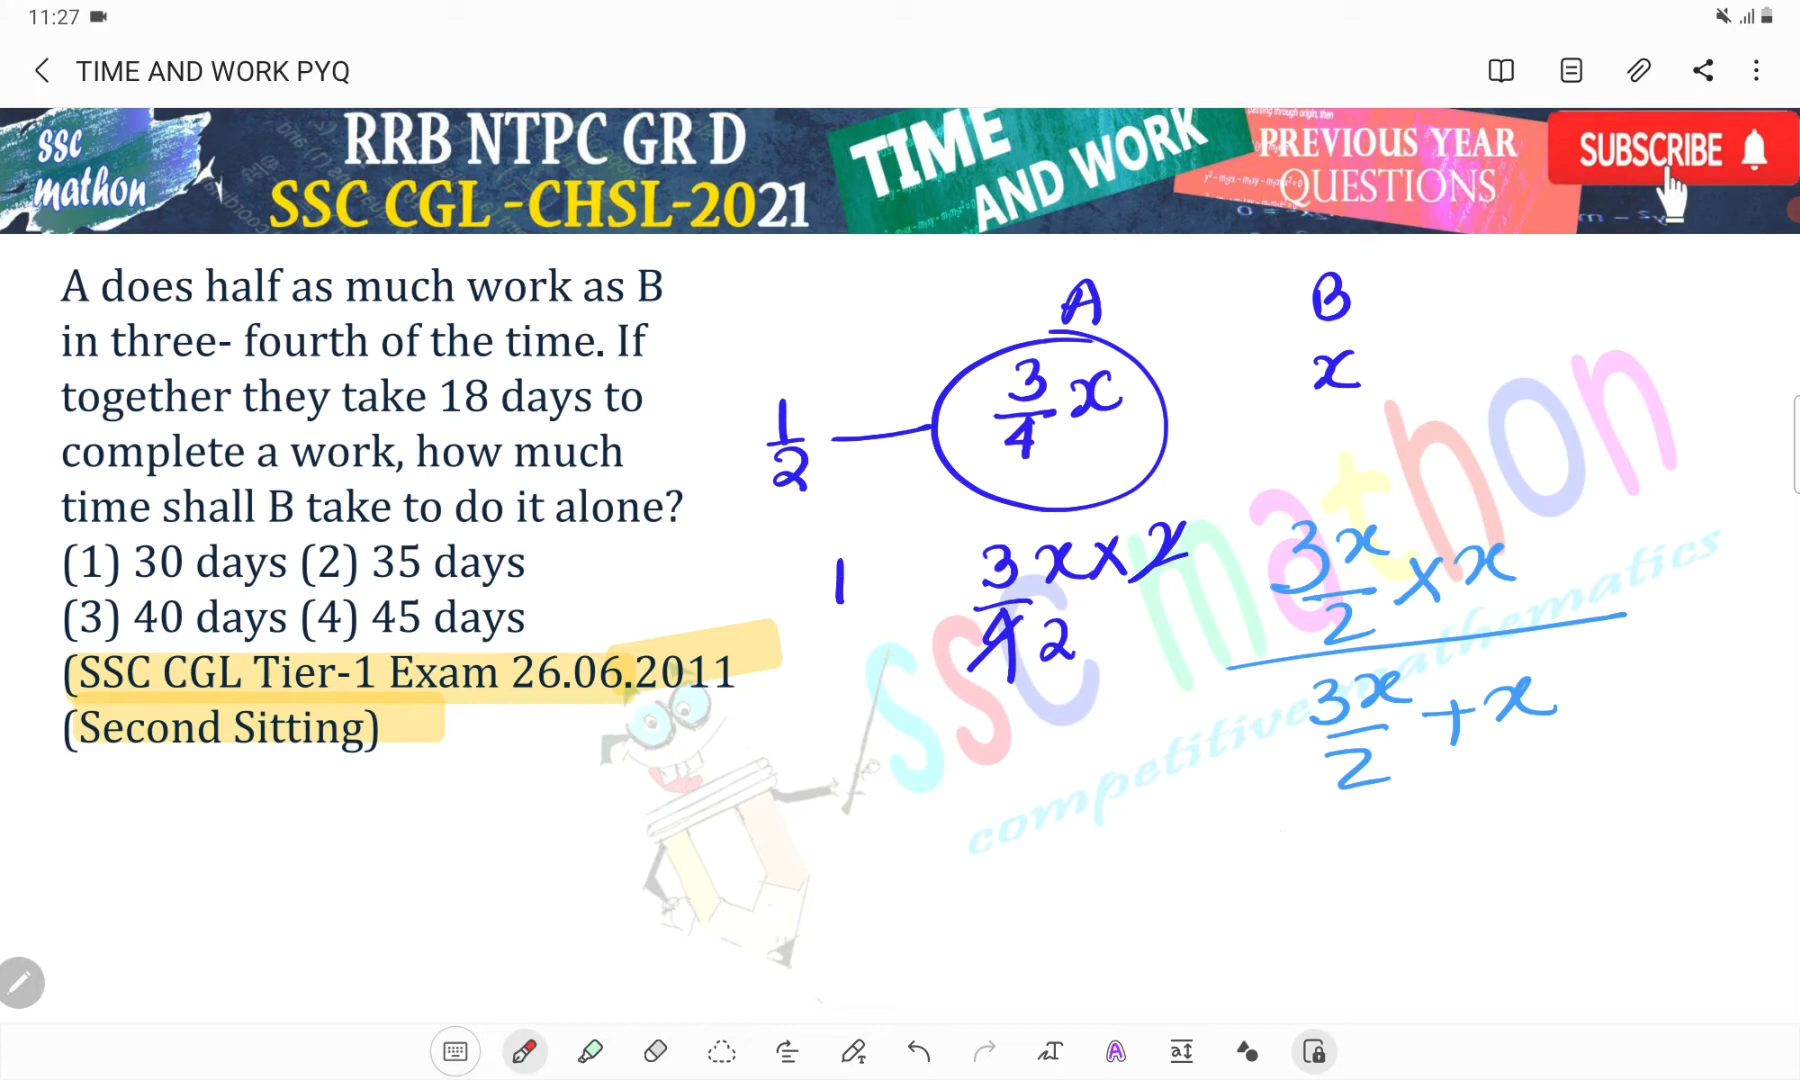 11:27
TIME AND WORK PYQ
ssc
mathon
RRB NTPC GR D
SSC CGL -CHSL-2021
TIME
AND WORK
PREVIOUS YEAR
QUESTIONS
SUBSCRIBE
A does half as much work as B
in three- fourth of the time. If
together they take 18 days to
complete a work, how much
time shall B take to do it alone?
(1) 30 days (2) 35 days
(3) 40 days (4) 45 days
(SSC CGL Tier-1 Exam 26.06.2011
(Second Sitting)
A B
1/2 3/4 x x
1 3/4 x × 2 2
3x/2 × x
3x/2 + x
ssc mathon
competitive mathematics